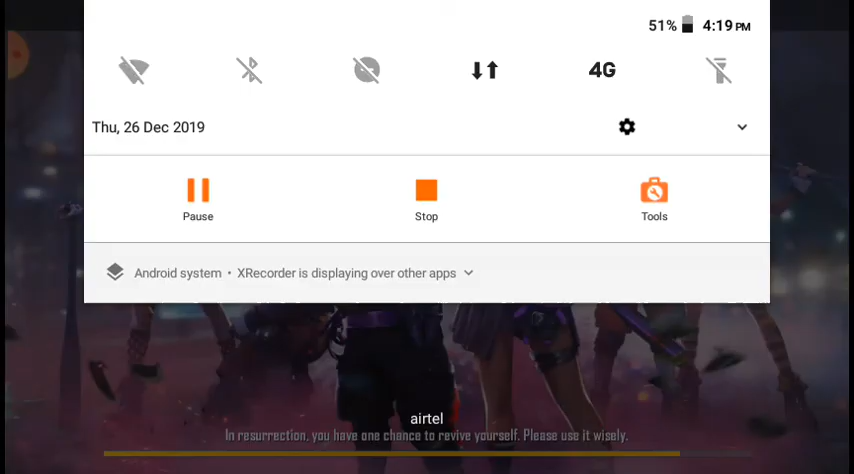 51% 4:19 PM
4G
Thu, 26 Dec 2019
Pause Stop Tools
Android system • XRecorder is displaying over other apps
airtel
In resurrection, you have one chance to revive yourself. Please use it wisely.